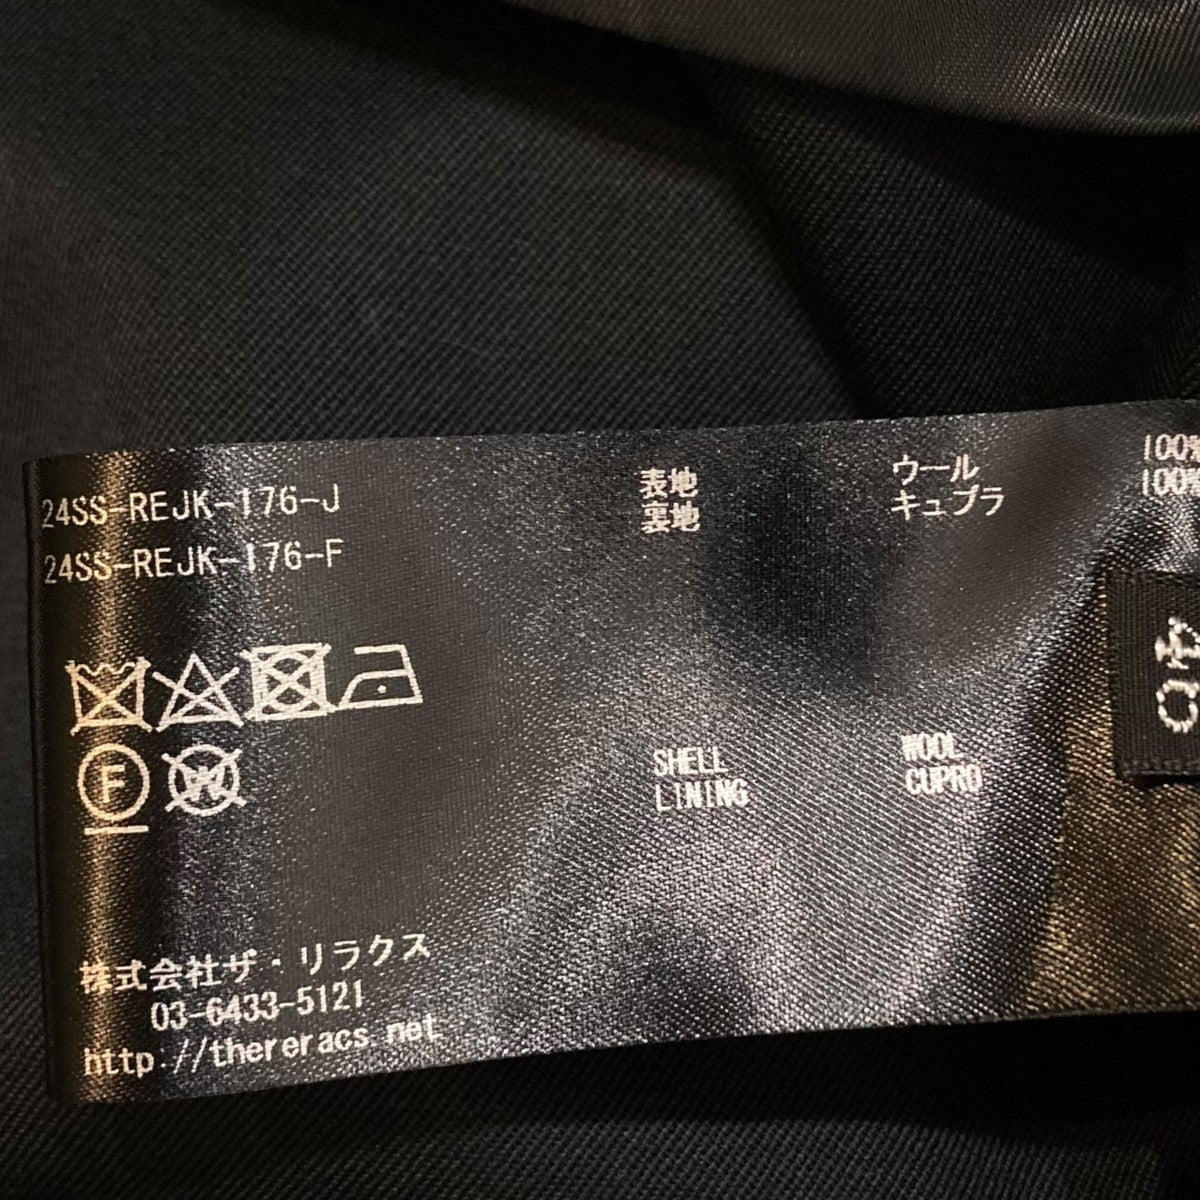 24SS-REJK-176-J
24SS-REJK-176-F
表地 ウール 100%
裏地 キュプラ 100%
F
W
SHELL WOOL
LINING CUPRO
株式会社ザ・リラクス
03-6433-5121
http://thereracs.net